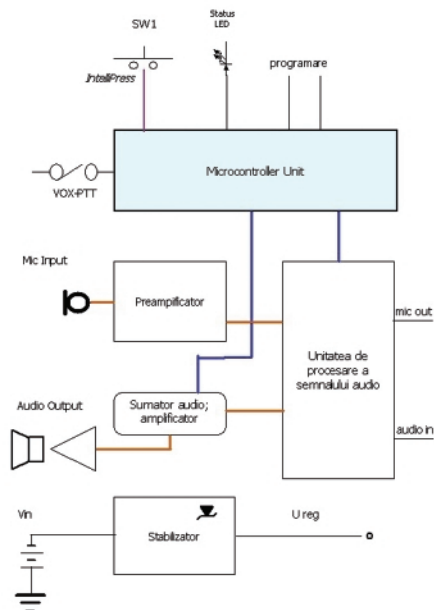 SW1
Status
LED
IntelliPress
programare
Microcontroller Unit
VOX-PTT
Mic Input
Preampificator
mic out
Unitatea de
procesare a
semnalului audio
Audio Output
Sumator audio;
amplificator
audio in
Vin
Stabilizator
U reg